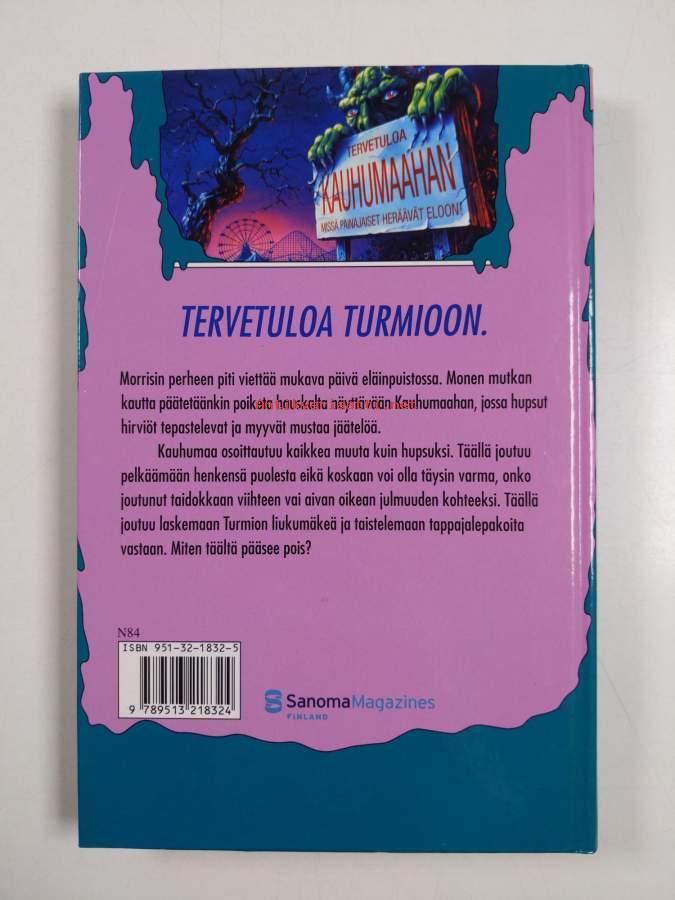 TERVETULOA
KAUHUMAAHAN
MISSÄ PAINAJAISET HERÄÄVÄT ELOON!
TERVETULOA TURMIOON.
Morrisin perheen piti viettää mukava päivä eläinpuistossa. Monen mutkan
kautta päätetäänkin poiketa hauskalta näyttävään Kauhumaahan, jossa hupsut
hirviöt tepastelevat ja myyvät mustaa jäätelöä.
Kauhumaa osoittautuu kaikkea muuta kuin hupsuksi. Täällä joutuu
pelkäämään henkensä puolesta eikä koskaan voi olla täysin varma, onko
joutunut taidokkaan viihteen vai aivan oikean julmuuden kohteeksi. Täällä
joutuu laskemaan Turmion liukumäkeä ja taistelemaan tappajalepakoita
vastaan. Miten täältä pääsee pois?
N84
ISBN 951-32-1832-5
9 789513 218324
SanomaMagazines
FINLAND